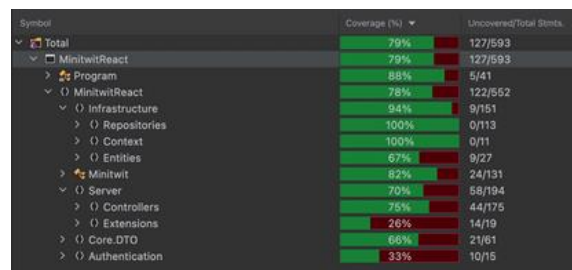 Symbol Coverage (%) Uncovered/Total Stmts.
Total 79% 127/593
MinitwitReact 79% 127/593
Program 88% 5/41
MinitwitReact 78% 122/552
Infrastructure 94% 9/151
Repositories 100% 0/113
Context 100% 0/11
Entities 67% 9/27
Minitwit 82% 24/131
Server 70% 58/194
Controllers 75% 44/175
Extensions 26% 14/19
Core.DTO 66% 21/61
Authentication 33% 10/15